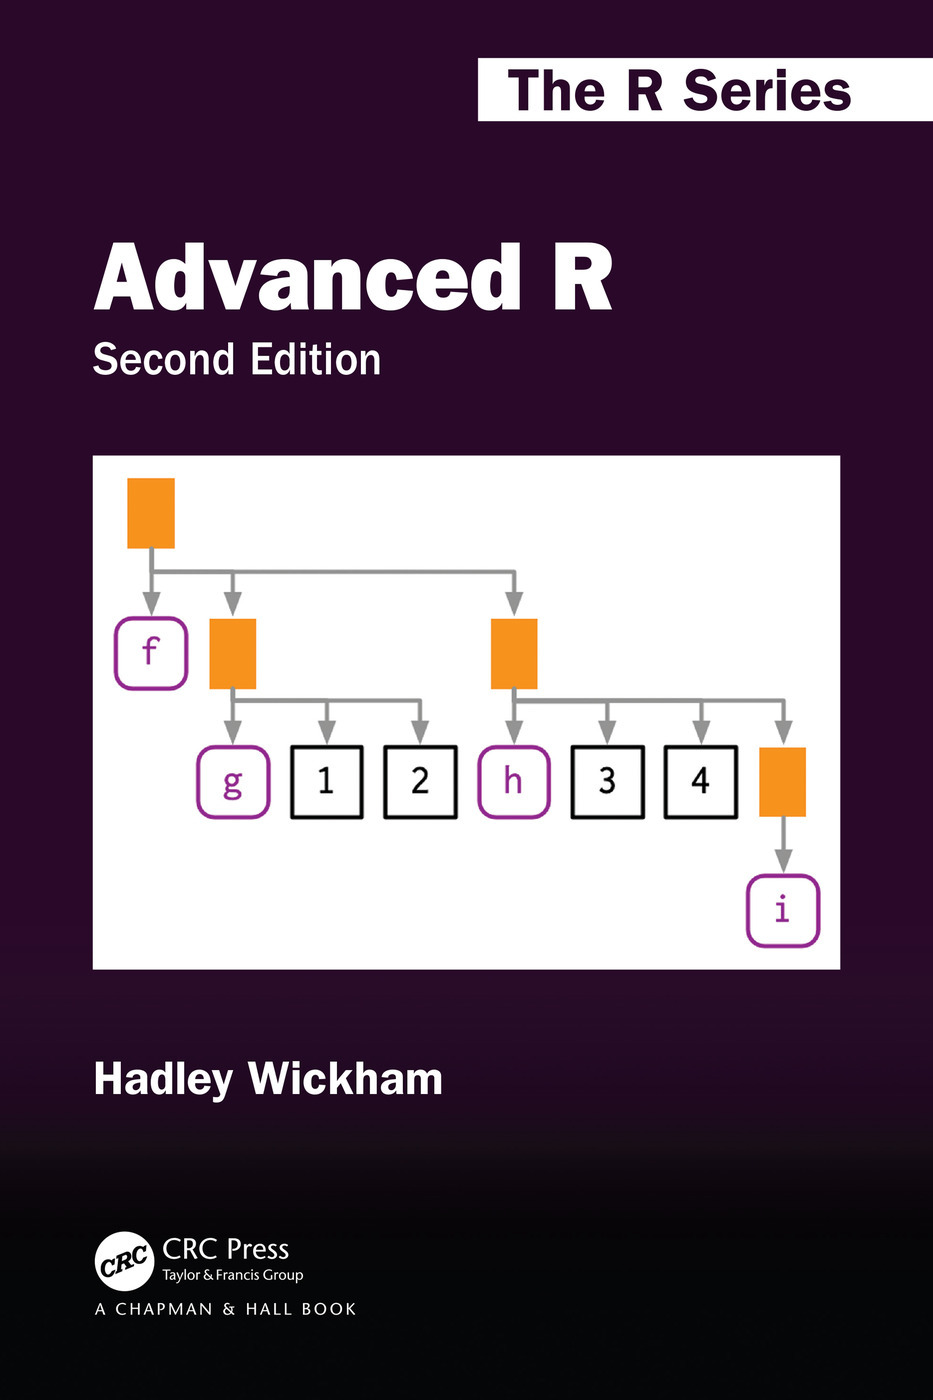 The R Series
Advanced R
Second Edition
f
g 1 2 h 3 4
i
Hadley Wickham
CRC CRC Press
Taylor & Francis Group
A CHAPMAN & HALL BOOK